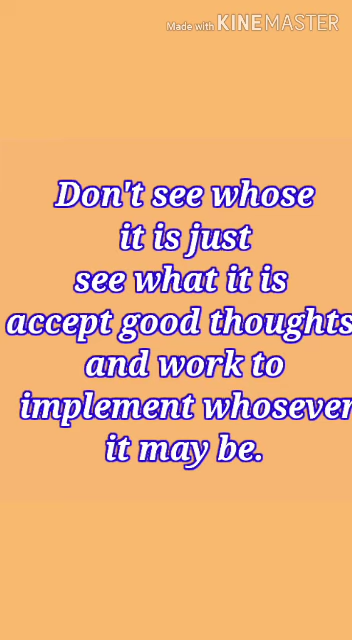 Made with KINEMASTER
Don't see whose
it is just
see what it is
accept good thoughts
and work to
implement whosever
it may be.